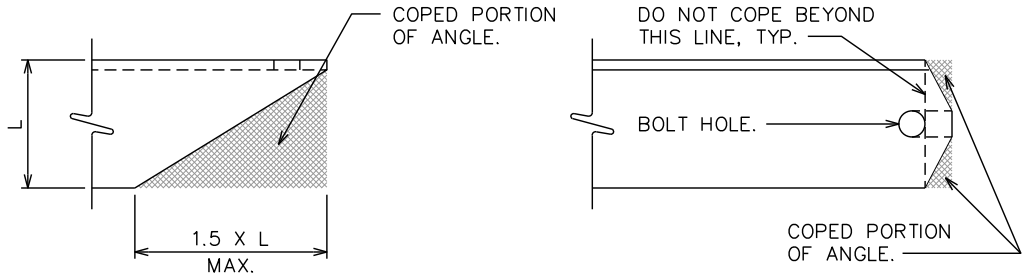 COPED PORTION
OF ANGLE.
L
1.5 X L
MAX.
DO NOT COPE BEYOND
THIS LINE, TYP.
BOLT HOLE.
COPED PORTION
OF ANGLE.